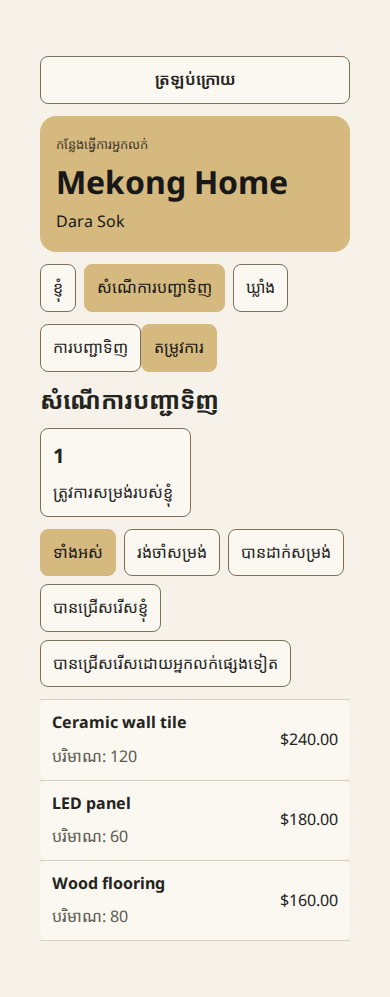 ត្រឡប់ក្រោយ
កន្លែងធ្វើការអ្នកលក់
Mekong Home
Dara Sok
ខ្ញុំ សំណើការបញ្ជាទិញ ឃ្លាំង
ការបញ្ជាទិញ តម្រូវការ
សំណើការបញ្ជាទិញ
1
ត្រូវការសម្រង់របស់ខ្ញុំ
ទាំងអស់ រង់ចាំសម្រង់ បានដាក់សម្រង់
បានជ្រើសរើសខ្ញុំ
បានជ្រើសរើសដោយអ្នកលក់ផ្សេងទៀត
Ceramic wall tile
$240.00
បរិមាណ: 120
LED panel
$180.00
បរិមាណ: 60
Wood flooring
$160.00
បរិមាណ: 80